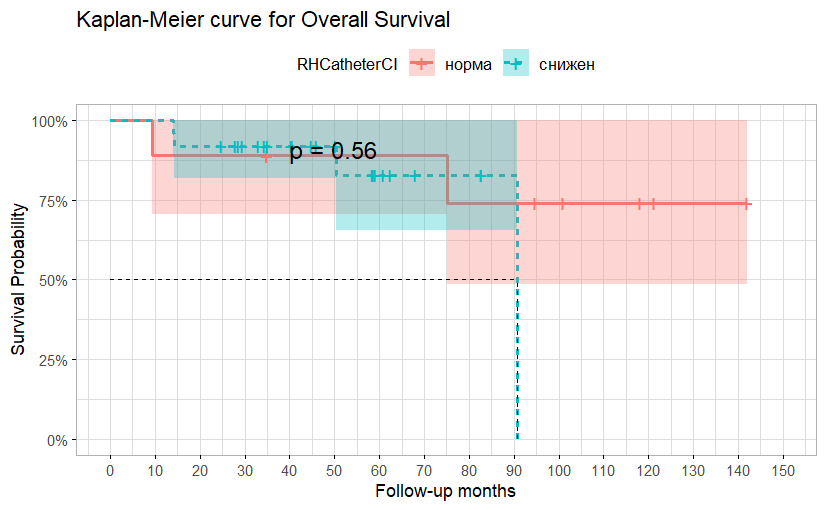 Kaplan-Meier curve for Overall Survival
RHCatheterCI норма снижен
Survival Probability
100%
75%
50%
25%
0%
p = 0.56
0 10 20 30 40 50 60 70 80 90 100 110 120 130 140 150
Follow-up months